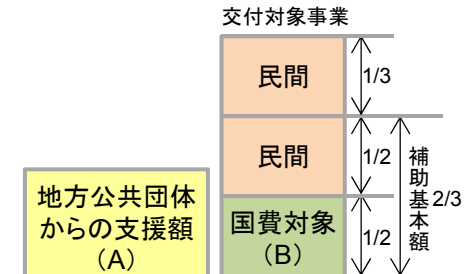 交付対象事業
民間
1/3
民間
1/2
補助基本額
2/3
地方公共団体
からの支援額
（A）
国費対象
（B）
1/2